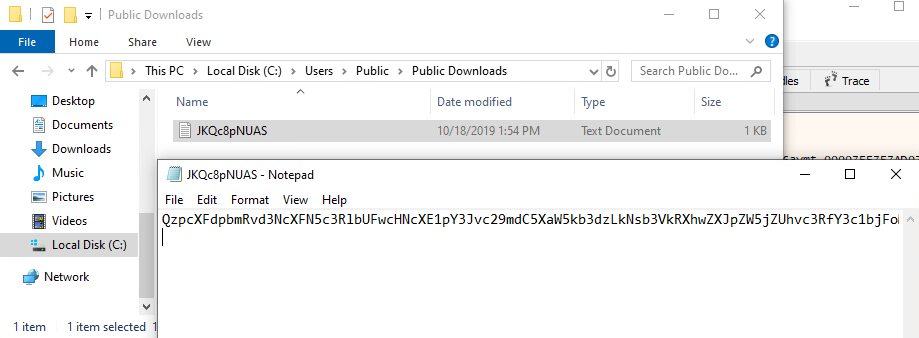 Public Downloads
File Home Share View
This PC Local Disk (C:) Users Public Public Downloads Search Public Do...
dles Trace
Desktop
Documents
Downloads
Music
Pictures
Videos
Local Disk (C:)
Network
Name Date modified Type Size
JKQc8pNUAS 10/18/2019 1:54 PM Text Document 1 KB
JKQc8pNUAS - Notepad
File Edit Format View Help
QzpcXFdpbmRvd3NcXFN5c3RlbUFwcHNcXE1pY3Jvc29mdC5XaW5kb3dzLkNsb3VkRXhwZXJpZW5jZUhvc3RfY3c1bjFo
1 item 1 item selected 1